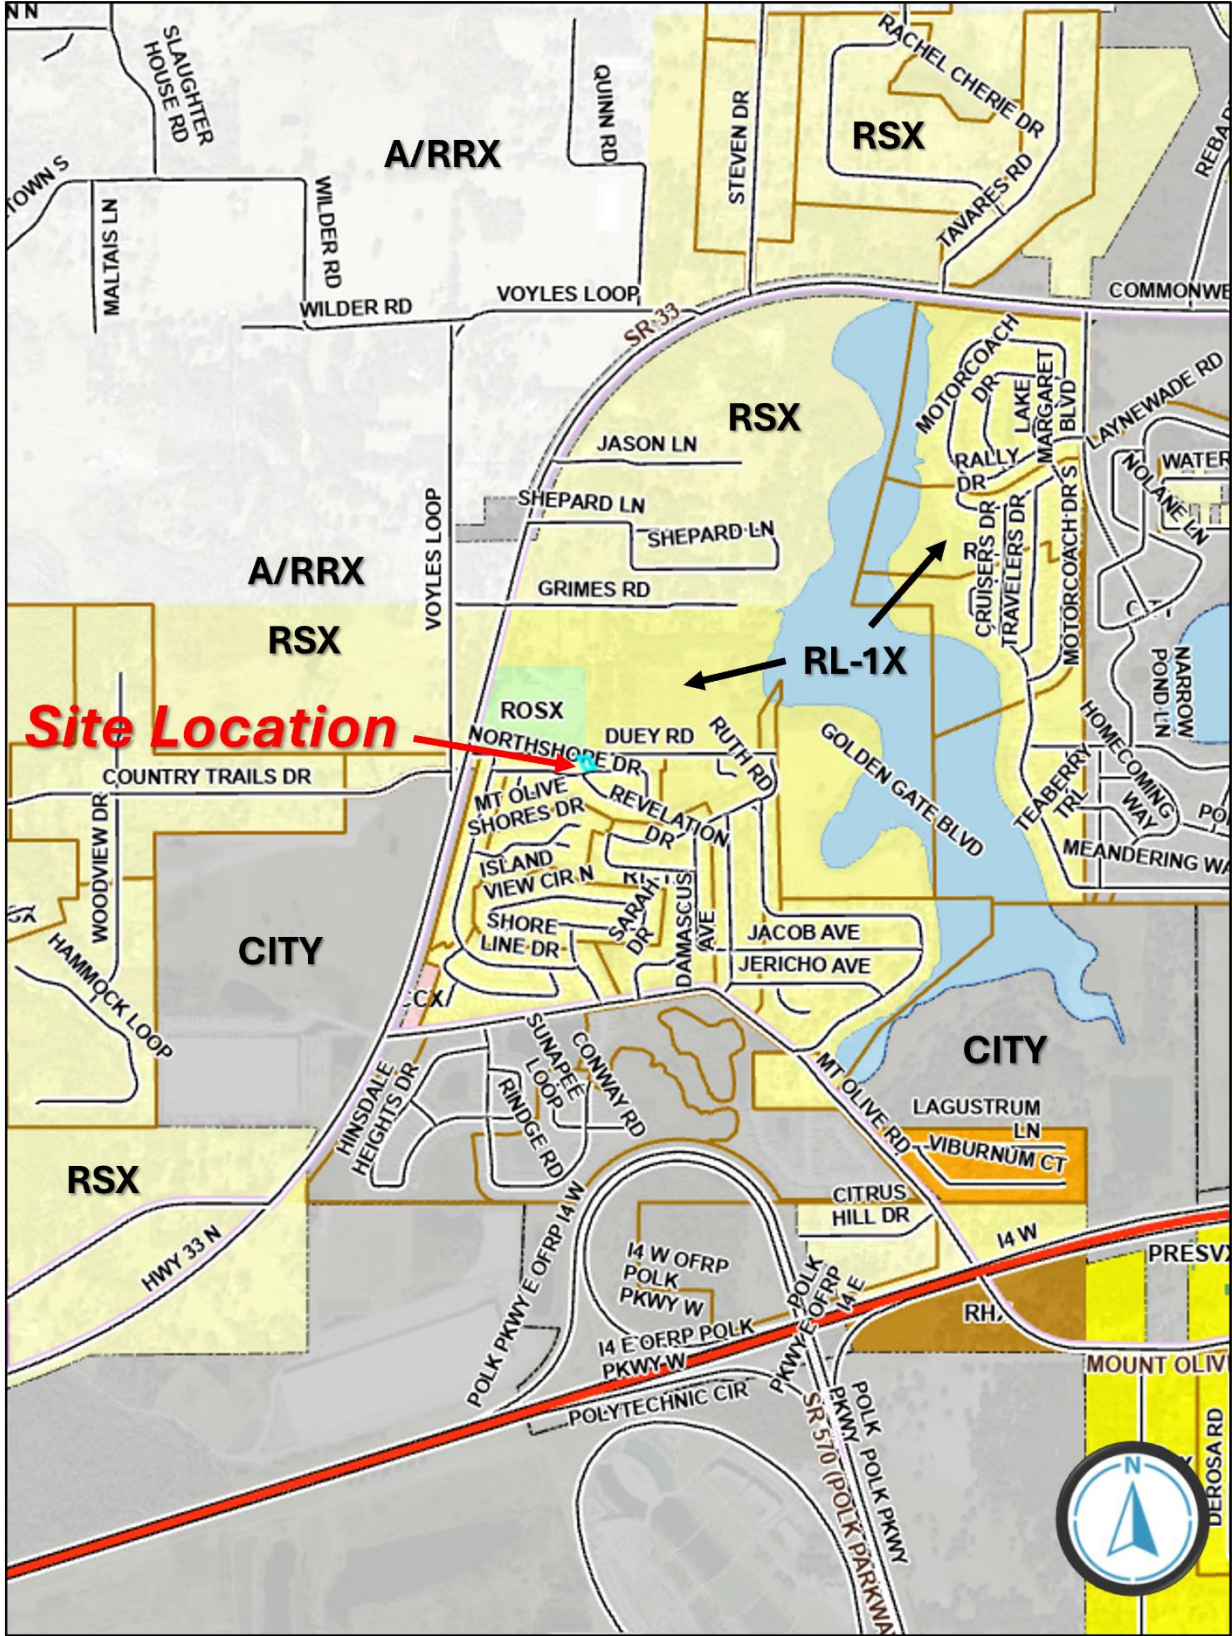 N N
SLAUGHTER
HOUSE RD
A/RRX
QUINN RD
STEVEN DR
RACHEL CHERIE DR
RSX
TAVARES RD
TOWN S
MALTAIS LN
WILDER RD
WILDER RD
VOYLES LOOP
SR 33
COMMONWE
MOTORCOACH
DR
LAKE
MARGARET
BLVD
LAYNEWADE RD
RSX
JASON LN
RALLY
DR
WATER
NOLANE LN
SHEPARD LN
SHEPARD LN
VOYLES LOOP
A/RRX
GRIMES RD
CRUISERS DR
TRAVELERS DR
MOTORCOACH DR S
RSX
RL-1X
NARROW
POND LN
ROSX
Site Location
NORTHSHORE DR
DUEY RD
RUTH RD
GOLDEN GATE BLVD
HOMECOMING
WAY
COUNTRY TRAILS DR
MT OLIVE
SHORES DR
REVELATION
DR
TEABERRY
TRL
MEANDERING WA
WOODVIEW DR
ISLAND
VIEW CIR N
SARAH
DR
DAMASCUS
AVE
SHORE
LINE DR
JACOB AVE
JERICHO AVE
CITY
HAMMOCK LOOP
CITY
HINSDALE
HEIGHTS DR
SUNAPEE
LOOP
CONWAY RD
RINDGE RD
MT OLIVE RD
LAGUSTRUM
LN
VIBURNUM CT
RSX
CITRUS
HILL DR
HWY 33 N
POLK PKWY E OFRP I4 W
I4 W OFRP
POLK
PKWY W
I4 W
PRESVX
I4 E OFRP POLK
PKWY W
POLK
PKWY E OFRP
I4 E
MOUNT OLIV
POLYTECHNIC CIR
SR 570 (POLK PARKWA
POLK
PKWY
POLK PKWY
DEROSA RD
N